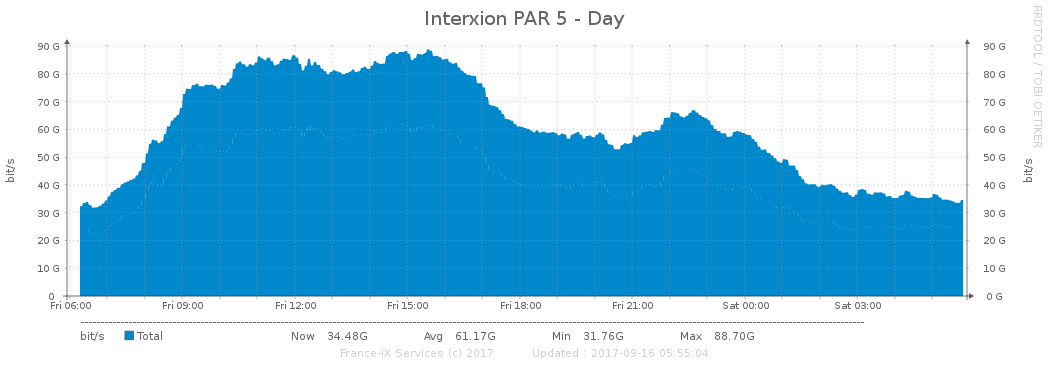 Interxion PAR 5 - Day
RRDTOOL / TOBI OETIKER
90 G 90 G
80 G 80 G
70 G 70 G
60 G 60 G
50 G 50 G
bit/s bit/s
40 G 40 G
30 G 30 G
20 G 20 G
10 G 10 G
0 0 G
Fri 06:00 Fri 09:00 Fri 12:00 Fri 15:00 Fri 18:00 Fri 21:00 Sat 00:00 Sat 03:00
bit/s Total Now 34.48G Avg 61.17G Min 31.76G Max 88.70G
France-IX Services (c) 2017 Updated : 2017-09-16 05:55:04